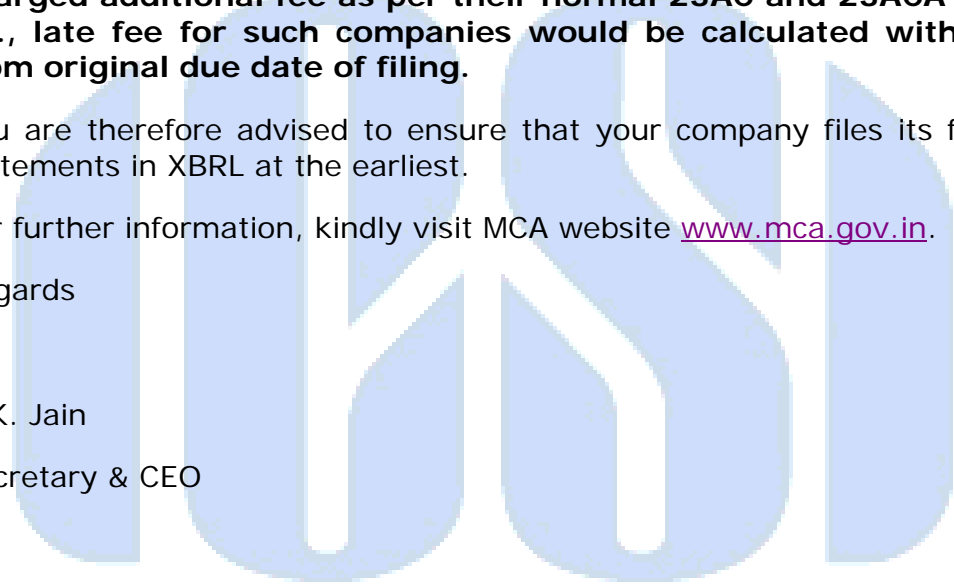 arged additional fee as per their normal 23AC and 23ACA
., late fee for such companies would be calculated with
om original due date of filing.
u are therefore advised to ensure that your company files its f
tements in XBRL at the earliest.
r further information, kindly visit MCA website www.mca.gov.in.
gards
K. Jain
cretary & CEO
ICSI